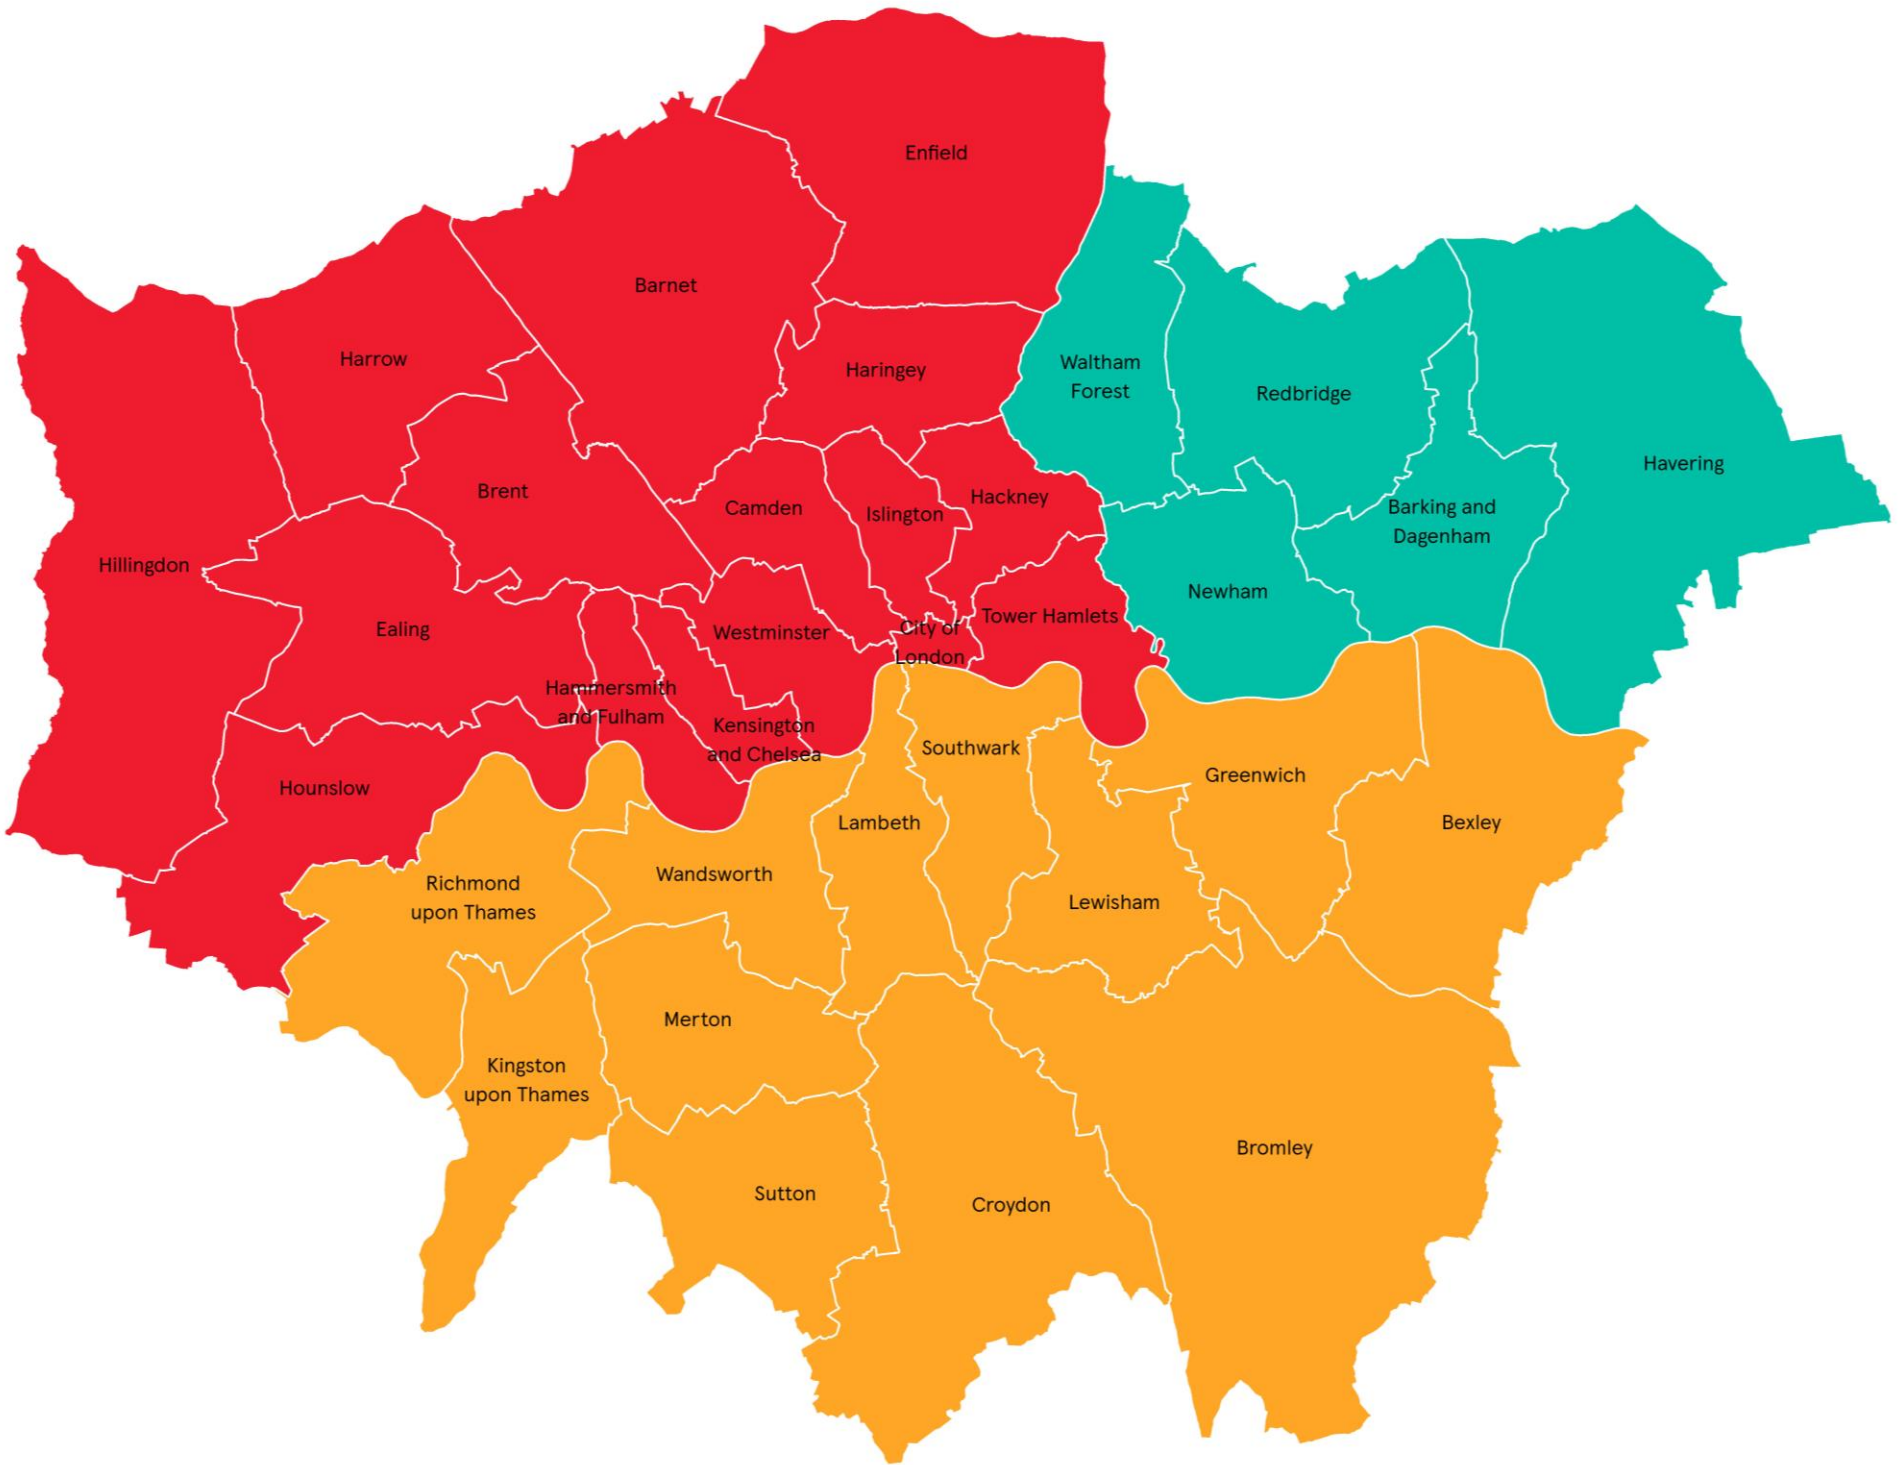 Enfield
Barnet
Harrow
Haringey
Waltham
Forest
Redbridge
Havering
Brent
Camden
Islington
Hackney
Barking and
Dagenham
Hillingdon
Newham
Ealing
Westminster
City of
London
Tower Hamlets
Hammersmith
and Fulham
Kensington
and Chelsea
Southwark
Greenwich
Hounslow
Lambeth
Bexley
Richmond
upon Thames
Wandsworth
Lewisham
Merton
Kingston
upon Thames
Bromley
Sutton
Croydon